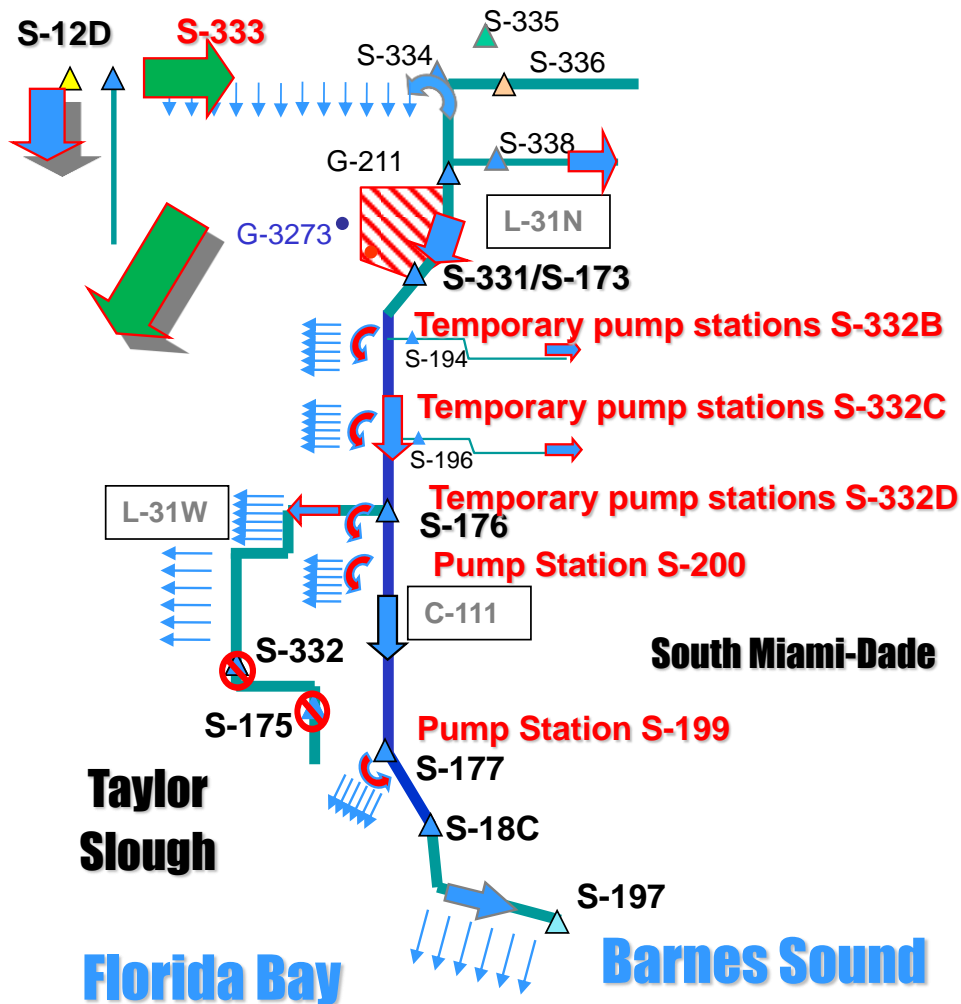 S-335
S-12D
S-333
S-334
S-336
S-338
G-211
G-3273
L-31N
S-331/S-173
Temporary pump stations S-332B
S-194
Temporary pump stations S-332C
S-196
Temporary pump stations S-332D
L-31W
S-176
Pump Station S-200
C-111
S-332
South Miami-Dade
S-175
Pump Station S-199
S-177
Taylor
Slough
S-18C
S-197
Florida Bay
Barnes Sound